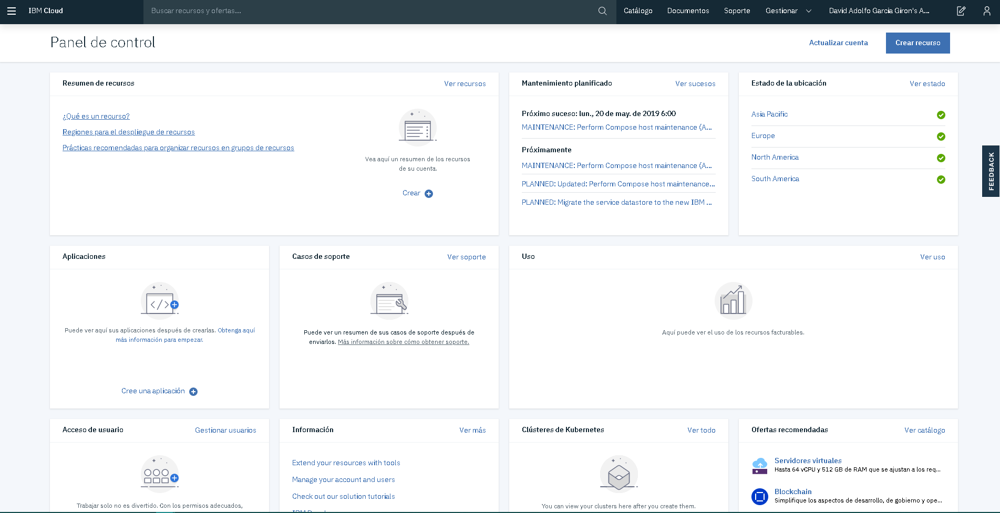 IBM Cloud
Buscar recursos y ofertas...
Catálogo
Documentos
Soporte
Gestionar
David Adolfo Garcia Giron's A...
Panel de control
Actualizar cuenta
Crear recurso
Resumen de recursos
Ver recursos
¿Qué es un recurso?
Regiones para el despliegue de recursos
Prácticas recomendadas para organizar recursos en grupos de recursos
Vea aquí un resumen de los recursos
de su cuenta.
Crear
Mantenimiento planificado
Ver sucesos
Próximo suceso: lun., 20 de may. de 2019 6:00
MAINTENANCE: Perform Compose host maintenance (A...
Próximamente
MAINTENANCE: Perform Compose host maintenance (A...
PLANNED: Updated: Perform Compose host maintenance...
PLANNED: Migrate the service datastore to the new IBM ...
Estado de la ubicación
Ver estado
Asia Pacific
Europe
North America
South America
FEEDBACK
Aplicaciones
Puede ver aquí sus aplicaciones después de crearlas. Obtenga aquí
más información para empezar.
Cree una aplicación
Casos de soporte
Ver soporte
Puede ver un resumen de sus casos de soporte después de
enviarlos. Más información sobre cómo obtener soporte.
Uso
Ver uso
Aquí puede ver el uso de los recursos facturables.
Acceso de usuario
Gestionar usuarios
Trabajar solo no es divertido. Con los permisos adecuados,
Información
Ver más
Extend your resources with tools
Manage your account and users
Check out our solution tutorials
Clústeres de Kubernetes
Ver todo
You can view your clusters here after you create them.
Ofertas recomendadas
Ver catálogo
Servidores virtuales
Hasta 64 vCPU y 512 GB de RAM que se ajustan a los req...
Blockchain
Simplifique los aspectos de desarrollo, de gobierno y ope...